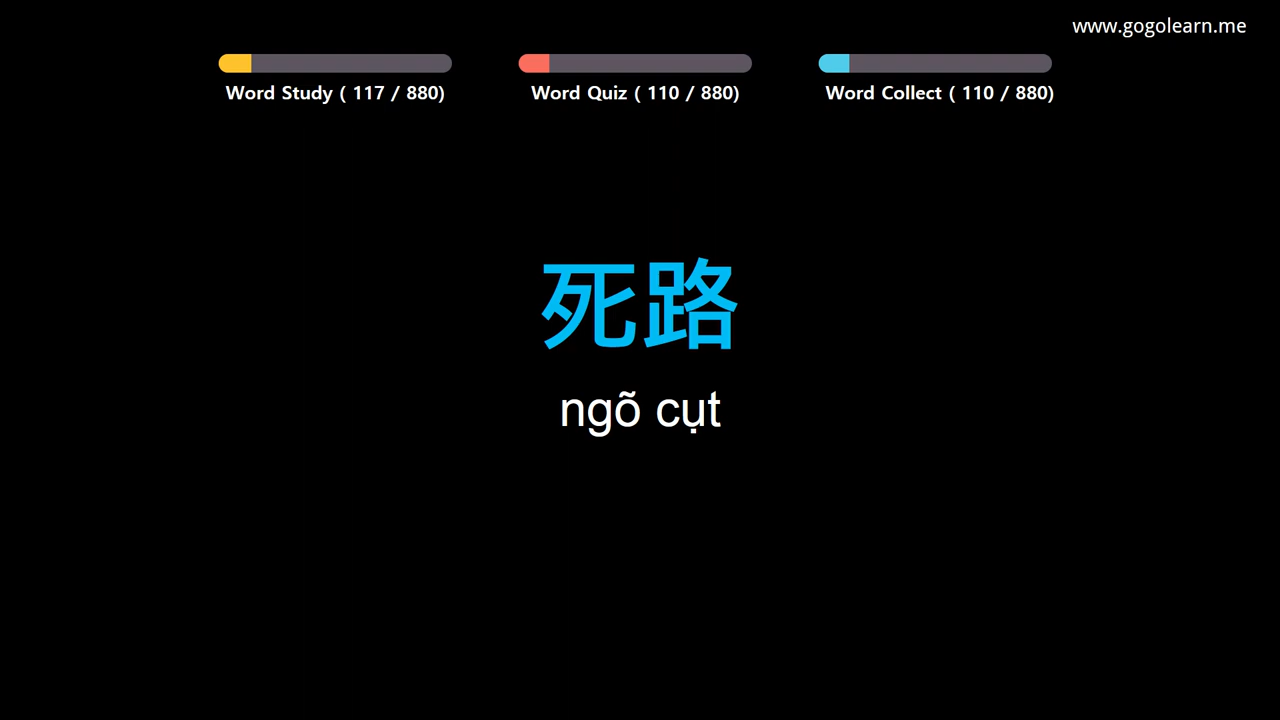 www.gogolearn.me
Word Study ( 117 / 880)
Word Quiz ( 110 / 880)
Word Collect ( 110 / 880)
死路
ngõ cụt